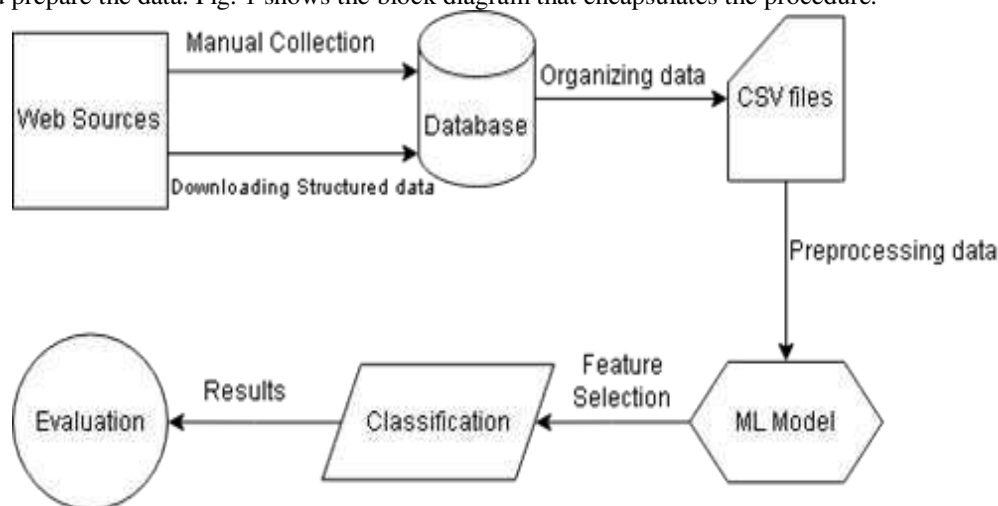 d prepare the data. Fig. 1 shows the block diagram that encapsulates the procedure.
Manual Collection
Web Sources
Downloading Structured data
Database
Organizing data
CSV files
Preprocessing data
ML Model
Feature
Selection
Classification
Results
Evaluation